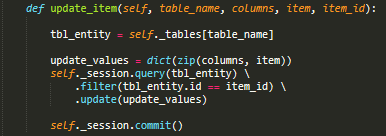 def update_item(self, table_name, columns, item, item_id):
tbl_entity = self._tables[table_name]
update_values = dict(zip(columns, item))
self._session.query(tbl_entity) \
.filter(tbl_entity.id == item_id) \
.update(update_values)
self._session.commit()